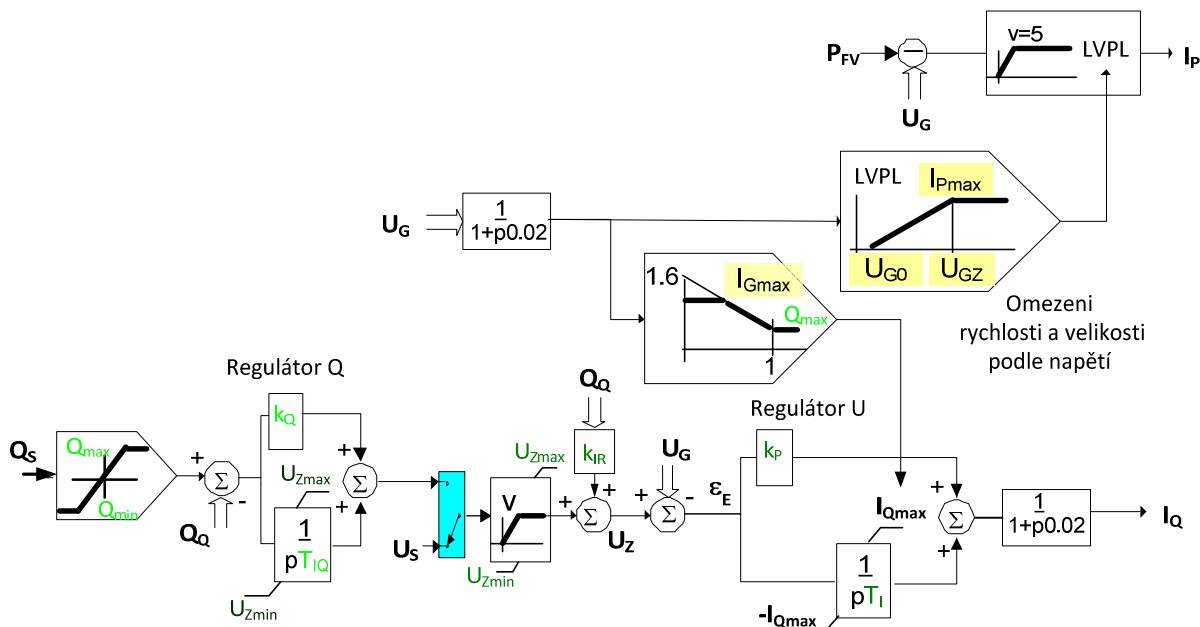 v=5
LVPL
P_FV
I_P
U_G
LVPL
I_Pmax
U_G0
U_GZ
U_G
1
1+p0.02
1.6
I_Gmax
Q_max
1
Omezeni
rychlosti a velikosti
podle napětí
Regulátor Q
k_Q
Q_S
Q_max
Q_min
+
-
Σ
Q_Q
U_Zmax
1
pT_IQ
U_Zmin
+
+
Σ
U_S
U_Zmax
V
U_Zmin
Q_Q
k_IR
+
+
Σ
U_Z
U_G
+
-
Σ
ε_E
Regulátor U
k_P
I_Qmax
1
pT_I
-I_Qmax
+
+
Σ
1
1+p0.02
I_Q